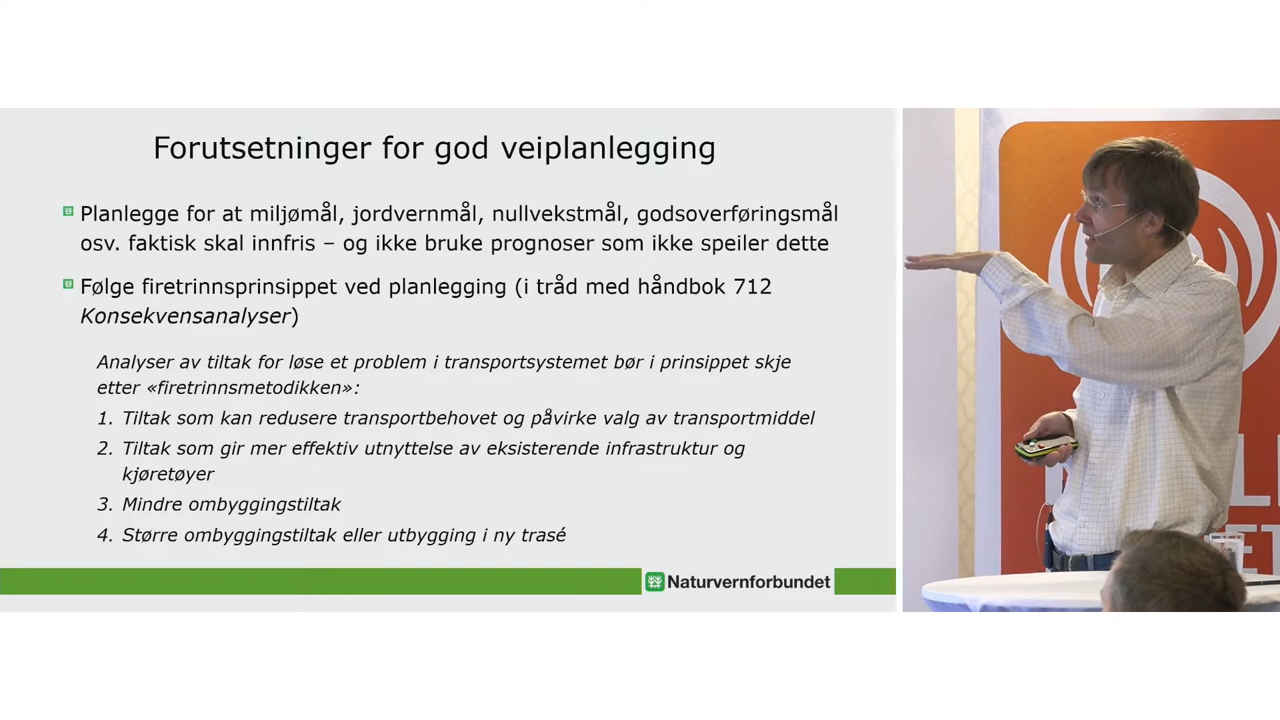 Forutsetninger for god veiplanlegging
Planlegge for at miljømål, jordvernmål, nullvekstmål, godsoverføringsmål
osv. faktisk skal innfris – og ikke bruke prognoser som ikke speiler dette
Følge firetrinnsprinsippet ved planlegging (i tråd med håndbok 712
Konsekvensanalyser)
Analyser av tiltak for løse et problem i transportsystemet bør i prinsippet skje
etter «firetrinnsmetodikken»:
1. Tiltak som kan redusere transportbehovet og påvirke valg av transportmiddel
2. Tiltak som gir mer effektiv utnyttelse av eksisterende infrastruktur og
kjøretøyer
3. Mindre ombyggingstiltak
4. Større ombyggingstiltak eller utbygging i ny trasé
Naturvernforbundet